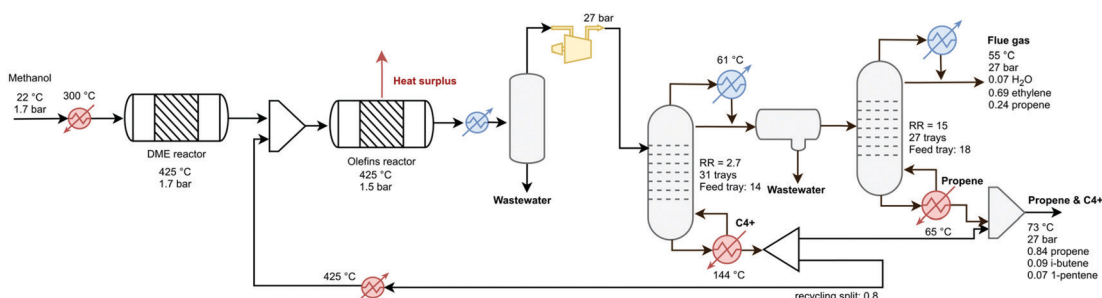 Methanol
22 °C
1.7 bar
300 °C
DME reactor
425 °C
1.7 bar
Heat surplus
Olefins reactor
425 °C
1.5 bar
Wastewater
27 bar
61 °C
RR = 2.7
31 trays
Feed tray: 14
C4+
144 °C
Wastewater
RR = 15
27 trays
Feed tray: 18
Flue gas
55 °C
27 bar
0.07 H₂O
0.69 ethylene
0.24 propene
Propene
65 °C
Propene & C4+
73 °C
27 bar
0.84 propene
0.09 i-butene
0.07 1-pentene
425 °C
recycling split: 0.8